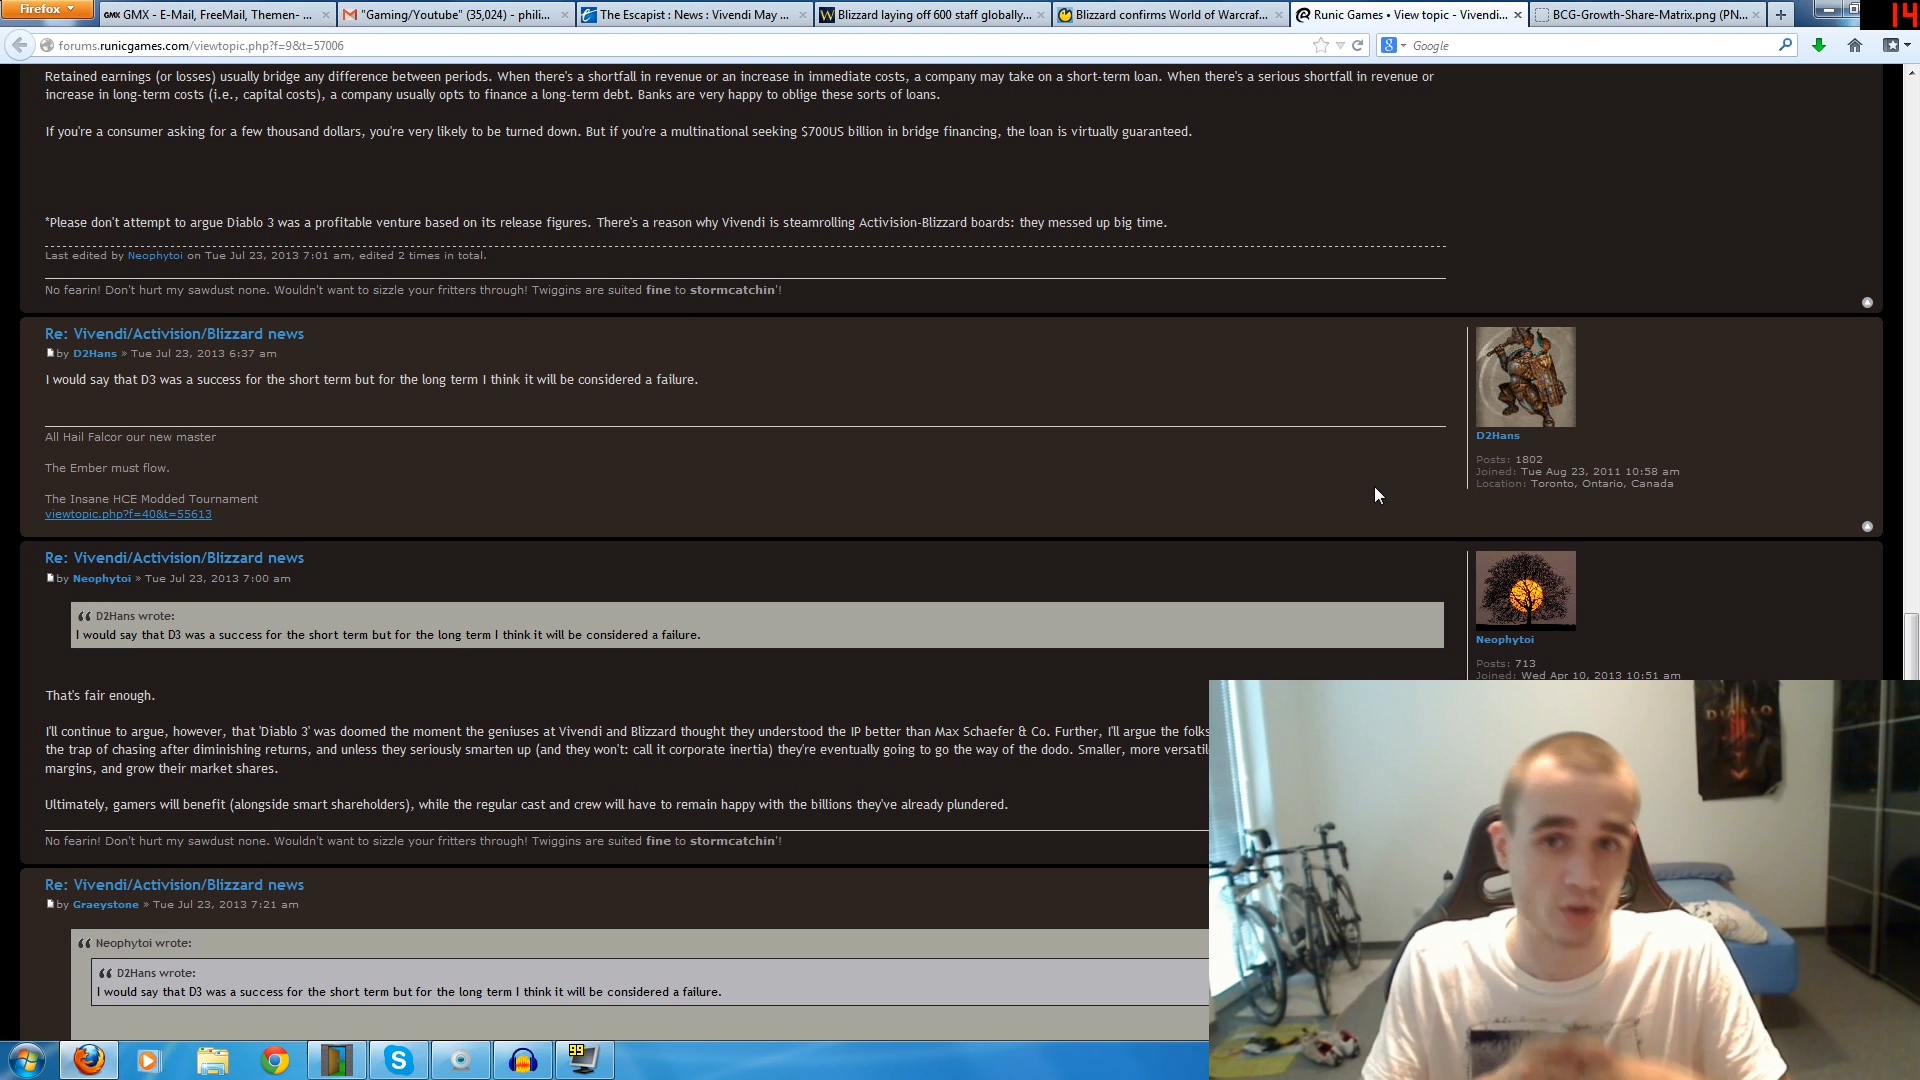 Firefox
GMX - E-Mail, FreeMail, Themen- ...
"Gaming/Youtube" (35,024) - phili...
The Escapist : News : Vivendi May ...
Blizzard laying off 600 staff globally...
Blizzard confirms World of Warcraf...
Runic Games • View topic - Vivendi...
BCG-Growth-Share-Matrix.png (PN...
14
forums.runicgames.com/viewtopic.php?f=9&t=57006
Google
Retained earnings (or losses) usually bridge any difference between periods. When there's a shortfall in revenue or an increase in immediate costs, a company may take on a short-term loan. When there's a serious shortfall in revenue or
increase in long-term costs (i.e., capital costs), a company usually opts to finance a long-term debt. Banks are very happy to oblige these sorts of loans.
If you're a consumer asking for a few thousand dollars, you're very likely to be turned down. But if you're a multinational seeking $700US billion in bridge financing, the loan is virtually guaranteed.
*Please don't attempt to argue Diablo 3 was a profitable venture based on its release figures. There's a reason why Vivendi is steamrolling Activision-Blizzard boards: they messed up big time.
Last edited by Neophytoi on Tue Jul 23, 2013 7:01 am, edited 2 times in total.
No fearin! Don't hurt my sawdust none. Wouldn't want to sizzle your fritters through! Twiggins are suited fine to stormcatchin'!
Re: Vivendi/Activision/Blizzard news
by D2Hans » Tue Jul 23, 2013 6:37 am
I would say that D3 was a success for the short term but for the long term I think it will be considered a failure.
All Hail Falcor our new master
The Ember must flow.
The Insane HCE Modded Tournament
viewtopic.php?f=40&t=55613
D2Hans
Posts: 1802
Joined: Tue Aug 23, 2011 10:58 am
Location: Toronto, Ontario, Canada
Re: Vivendi/Activision/Blizzard news
by Neophytoi » Tue Jul 23, 2013 7:00 am
D2Hans wrote:
I would say that D3 was a success for the short term but for the long term I think it will be considered a failure.
Neophytoi
Posts: 713
Joined: Wed Apr 10, 2013 10:51 am
That's fair enough.
I'll continue to argue, however, that 'Diablo 3' was doomed the moment the geniuses at Vivendi and Blizzard thought they understood the IP better than Max Schaefer & Co. Further, I'll argue the folks
the trap of chasing after diminishing returns, and unless they seriously smarten up (and they won't: call it corporate inertia) they're eventually going to go the way of the dodo. Smaller, more versatil
margins, and grow their market shares.
Ultimately, gamers will benefit (alongside smart shareholders), while the regular cast and crew will have to remain happy with the billions they've already plundered.
No fearin! Don't hurt my sawdust none. Wouldn't want to sizzle your fritters through! Twiggins are suited fine to stormcatchin'!
Re: Vivendi/Activision/Blizzard news
by Graeystone » Tue Jul 23, 2013 7:21 am
Neophytoi wrote:
D2Hans wrote:
I would say that D3 was a success for the short term but for the long term I think it will be considered a failure.
DIABLO
99